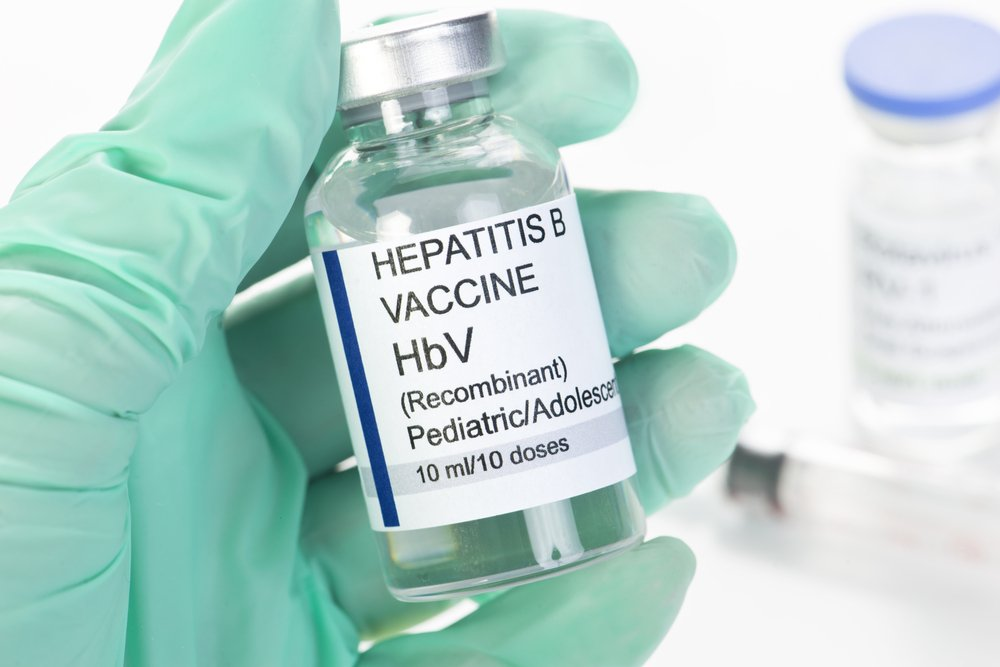 HEPATITIS B
VACCINE
HbV
(Recombinant)
Pediatric/Adolescen
10 ml/10 doses